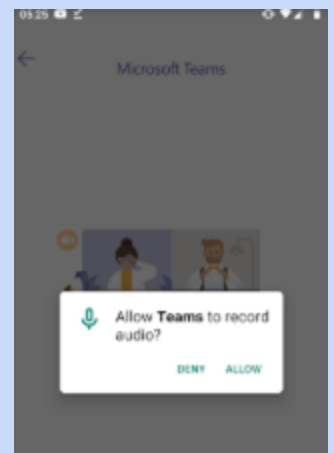 05:25
Microsoft Teams
Allow Teams to record
audio?
DENY ALLOW